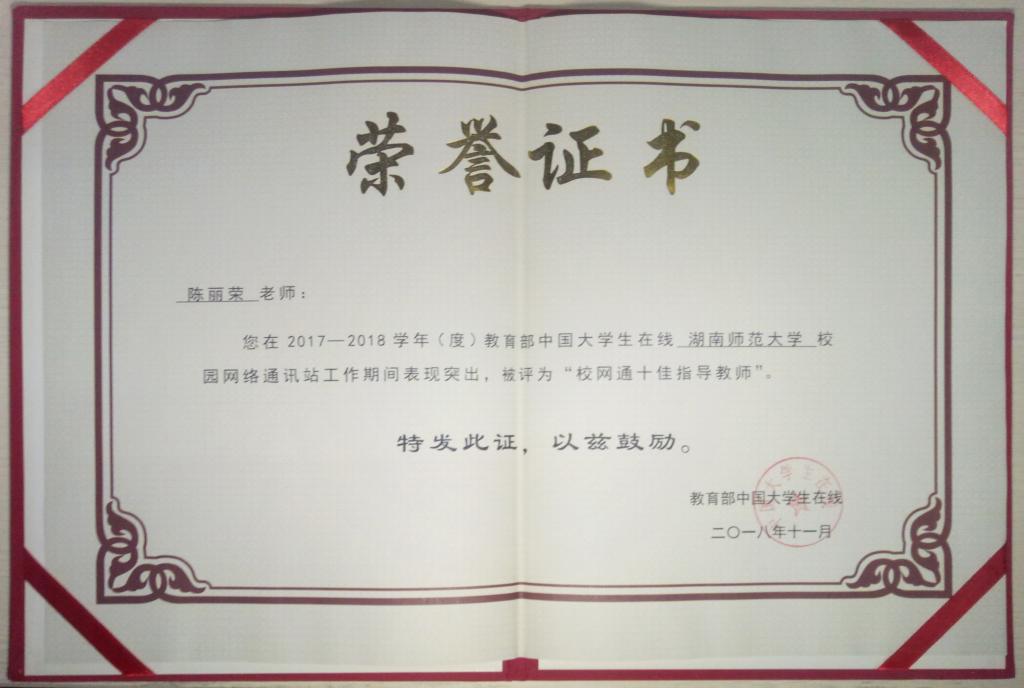 荣誉证书
陈丽荣 老师：
您在 2017—2018 学年（度）教育部中国大学生在线 湖南师范大学 校
园网络通讯站工作期间表现突出，被评为“校网通十佳指导教师”。
特发此证，以兹鼓励。
教育部中国大学生在线
二〇一八年十一月